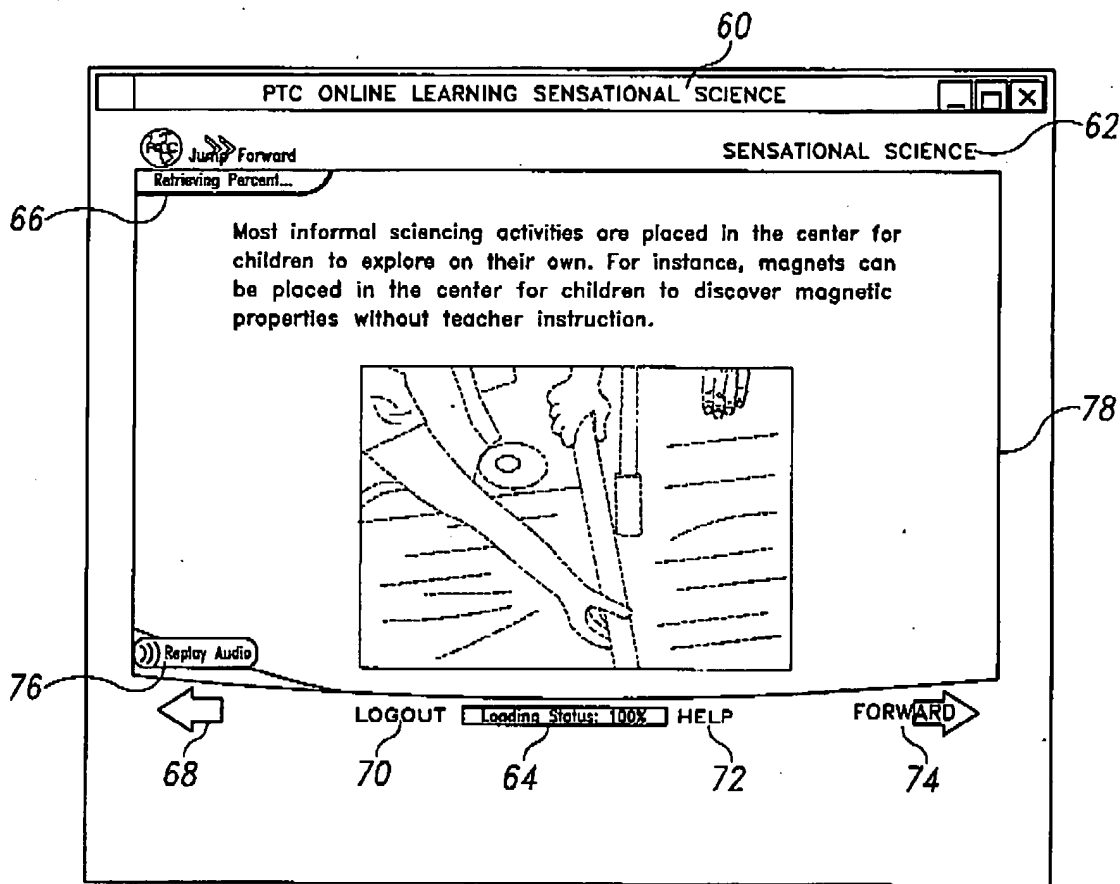 60
PTC ONLINE LEARNING SENSATIONAL SCIENCE
62
Jump Forward
SENSATIONAL SCIENCE
Retrieving Percent...
66
Most informal sciencing activities are placed in the center for
children to explore on their own. For instance, magnets can
be placed in the center for children to discover magnetic
properties without teacher instruction.
78
Replay Audio
76
LOGOUT Loading Status: 100% HELP FORWARD
68 70 64 72 74